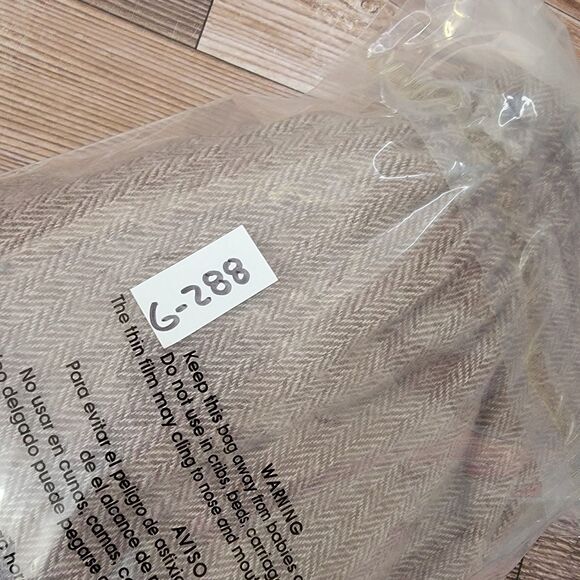 G-288
WARNING
Keep this bag away from babies
Do not use in cribs, beds, carriag
The thin film may cling to nose and mou
AVISO
Para evitar el peligro de asfixi
de el alcance de
No usar en cunas, camas, c
delgado puede pegarse